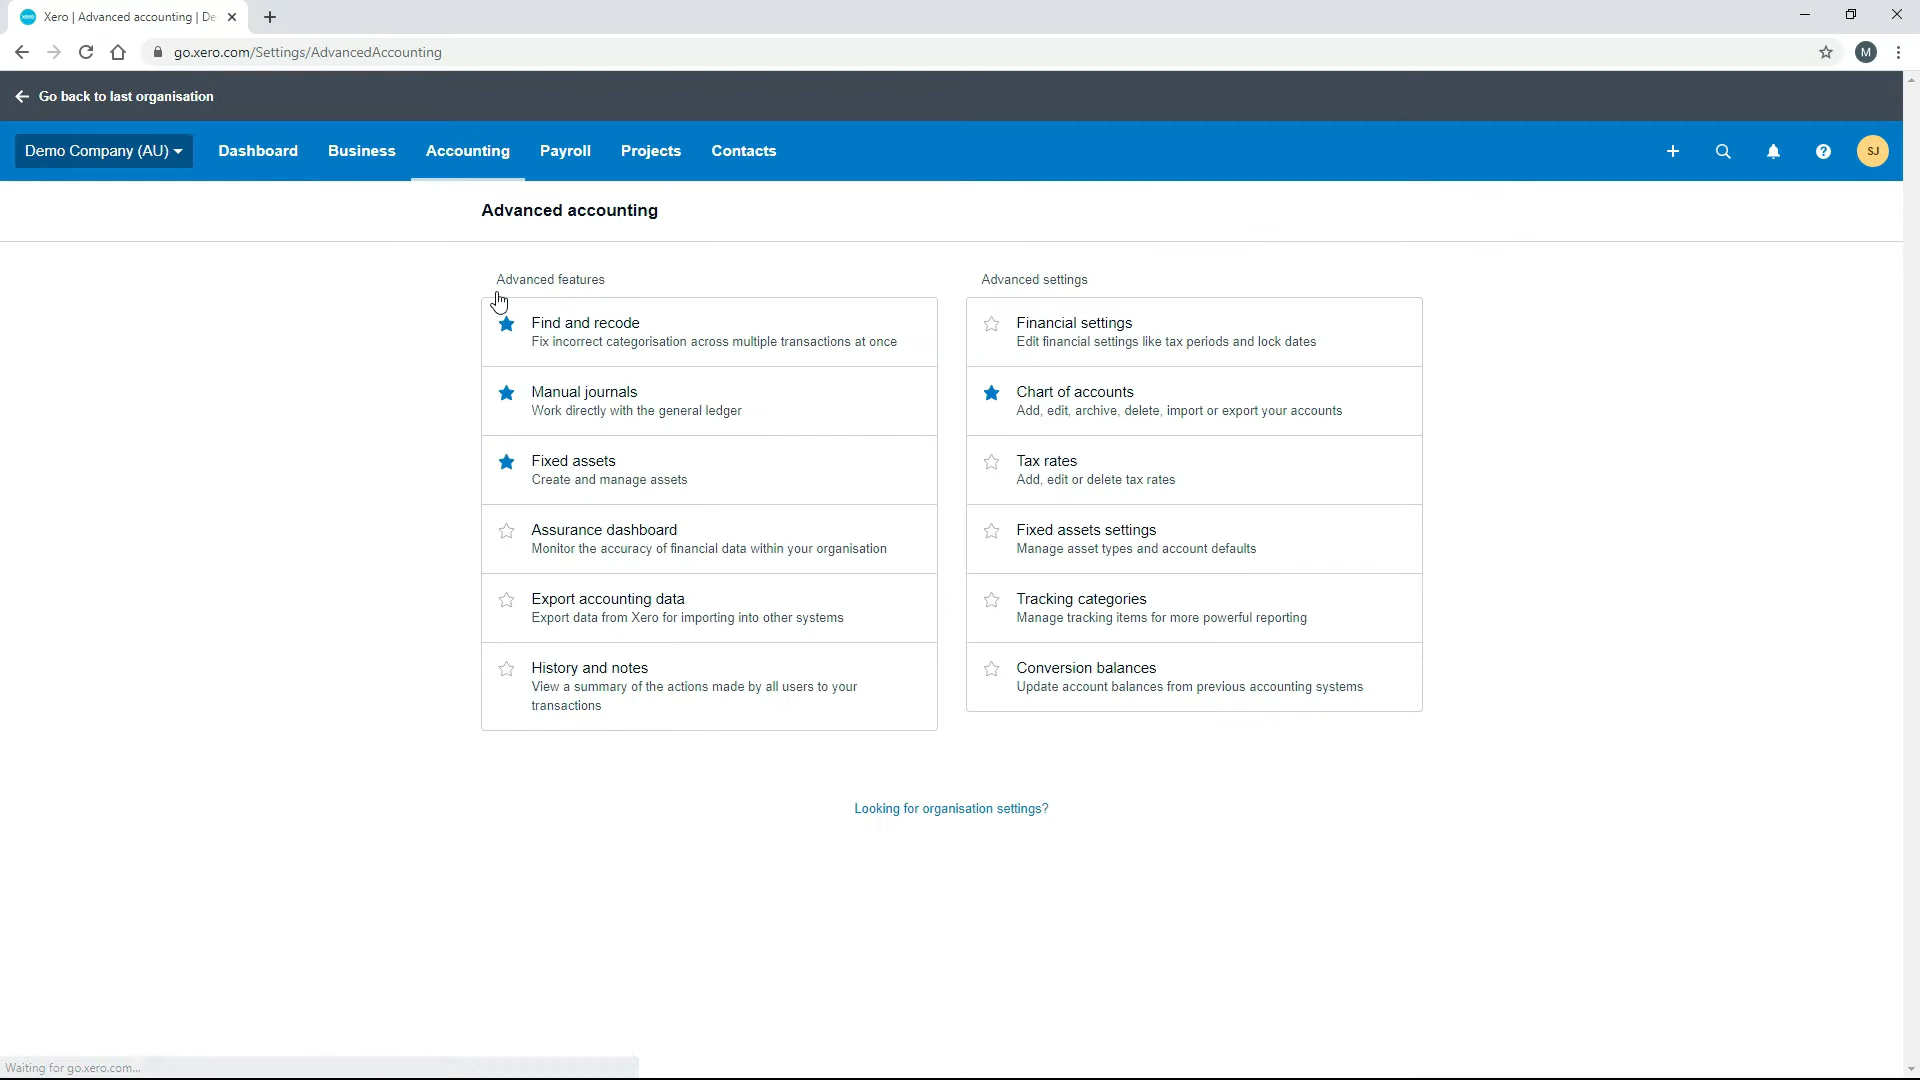 Xero | Advanced accounting | De
go.xero.com/Settings/AdvancedAccounting
M
Go back to last organisation
Demo Company (AU) Dashboard Business Accounting Payroll Projects Contacts SJ
Advanced accounting
Advanced features
Find and recode
Fix incorrect categorisation across multiple transactions at once
Manual journals
Work directly with the general ledger
Fixed assets
Create and manage assets
Assurance dashboard
Monitor the accuracy of financial data within your organisation
Export accounting data
Export data from Xero for importing into other systems
History and notes
View a summary of the actions made by all users to your
transactions
Advanced settings
Financial settings
Edit financial settings like tax periods and lock dates
Chart of accounts
Add, edit, archive, delete, import or export your accounts
Tax rates
Add, edit or delete tax rates
Fixed assets settings
Manage asset types and account defaults
Tracking categories
Manage tracking items for more powerful reporting
Conversion balances
Update account balances from previous accounting systems
Looking for organisation settings?
Waiting for go.xero.com...